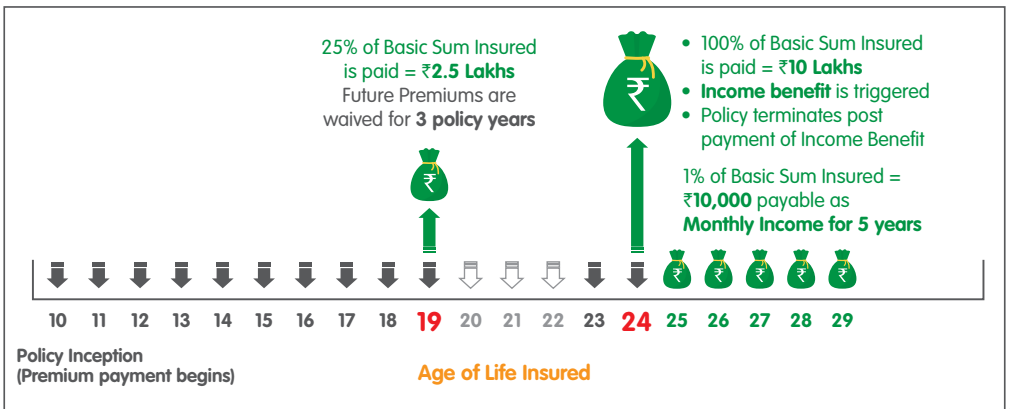 25% of Basic Sum Insured
is paid = ₹2.5 Lakhs
Future Premiums are
waived for 3 policy years
₹
₹
• 100% of Basic Sum Insured
is paid = ₹10 Lakhs
• Income benefit is triggered
• Policy terminates post
payment of Income Benefit
1% of Basic Sum Insured =
₹10,000 payable as
Monthly Income for 5 years
₹ ₹ ₹ ₹ ₹
10 11 12 13 14 15 16 17 18 19 20 21 22 23 24 25 26 27 28 29
Policy Inception
(Premium payment begins)
Age of Life Insured